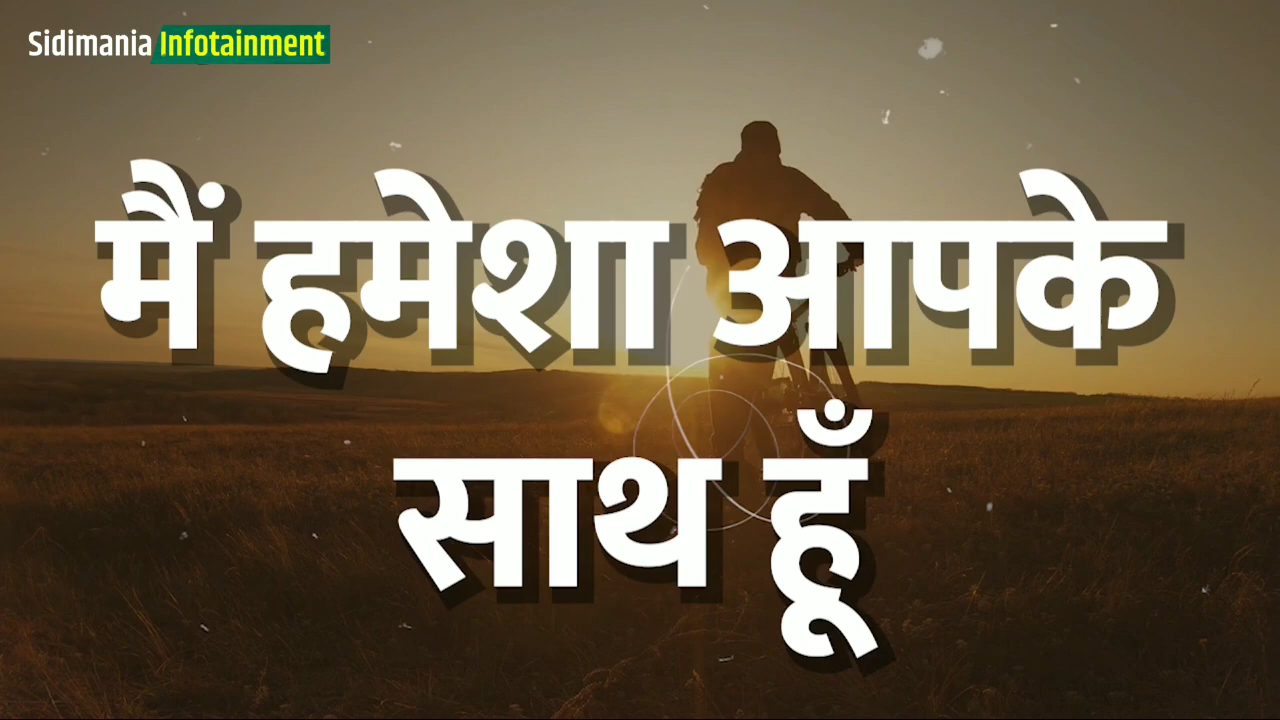 Sidimania Infotainment
मैं हमेशा आपके
साथ हूँ